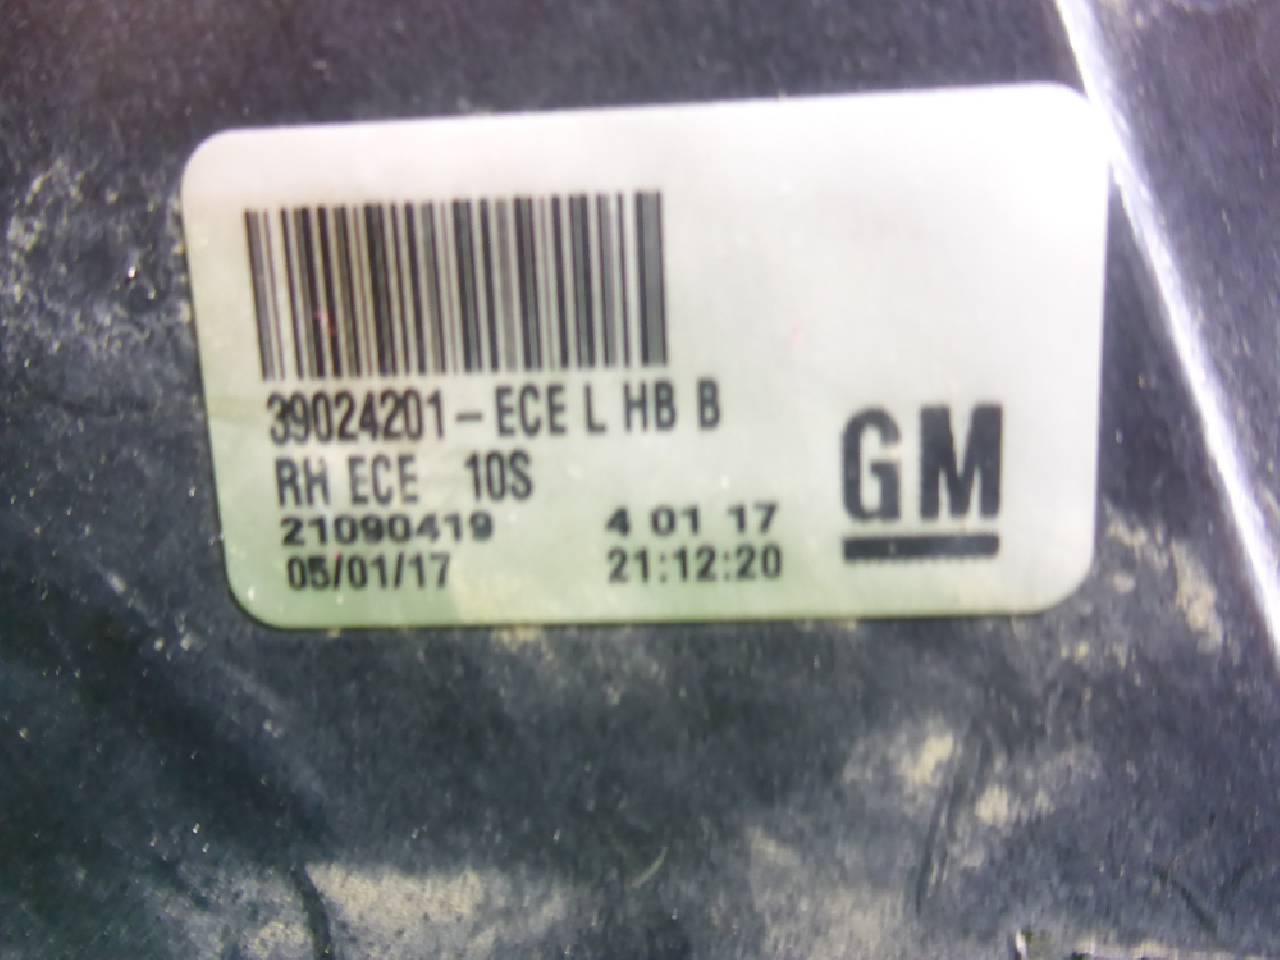 39024201-ECE L HB B
RH ECE 10S
21090419 4 01 17
05/01/17 21:12:20
GM